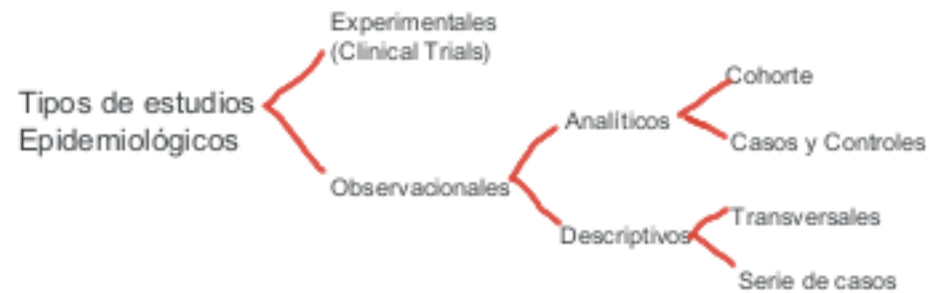 Experimentales
(Clinical Trials)
Tipos de estudios
Epidemiológicos
Cohorte
Analíticos
Casos y Controles
Observacionales
Transversales
Descriptivos
Serie de casos